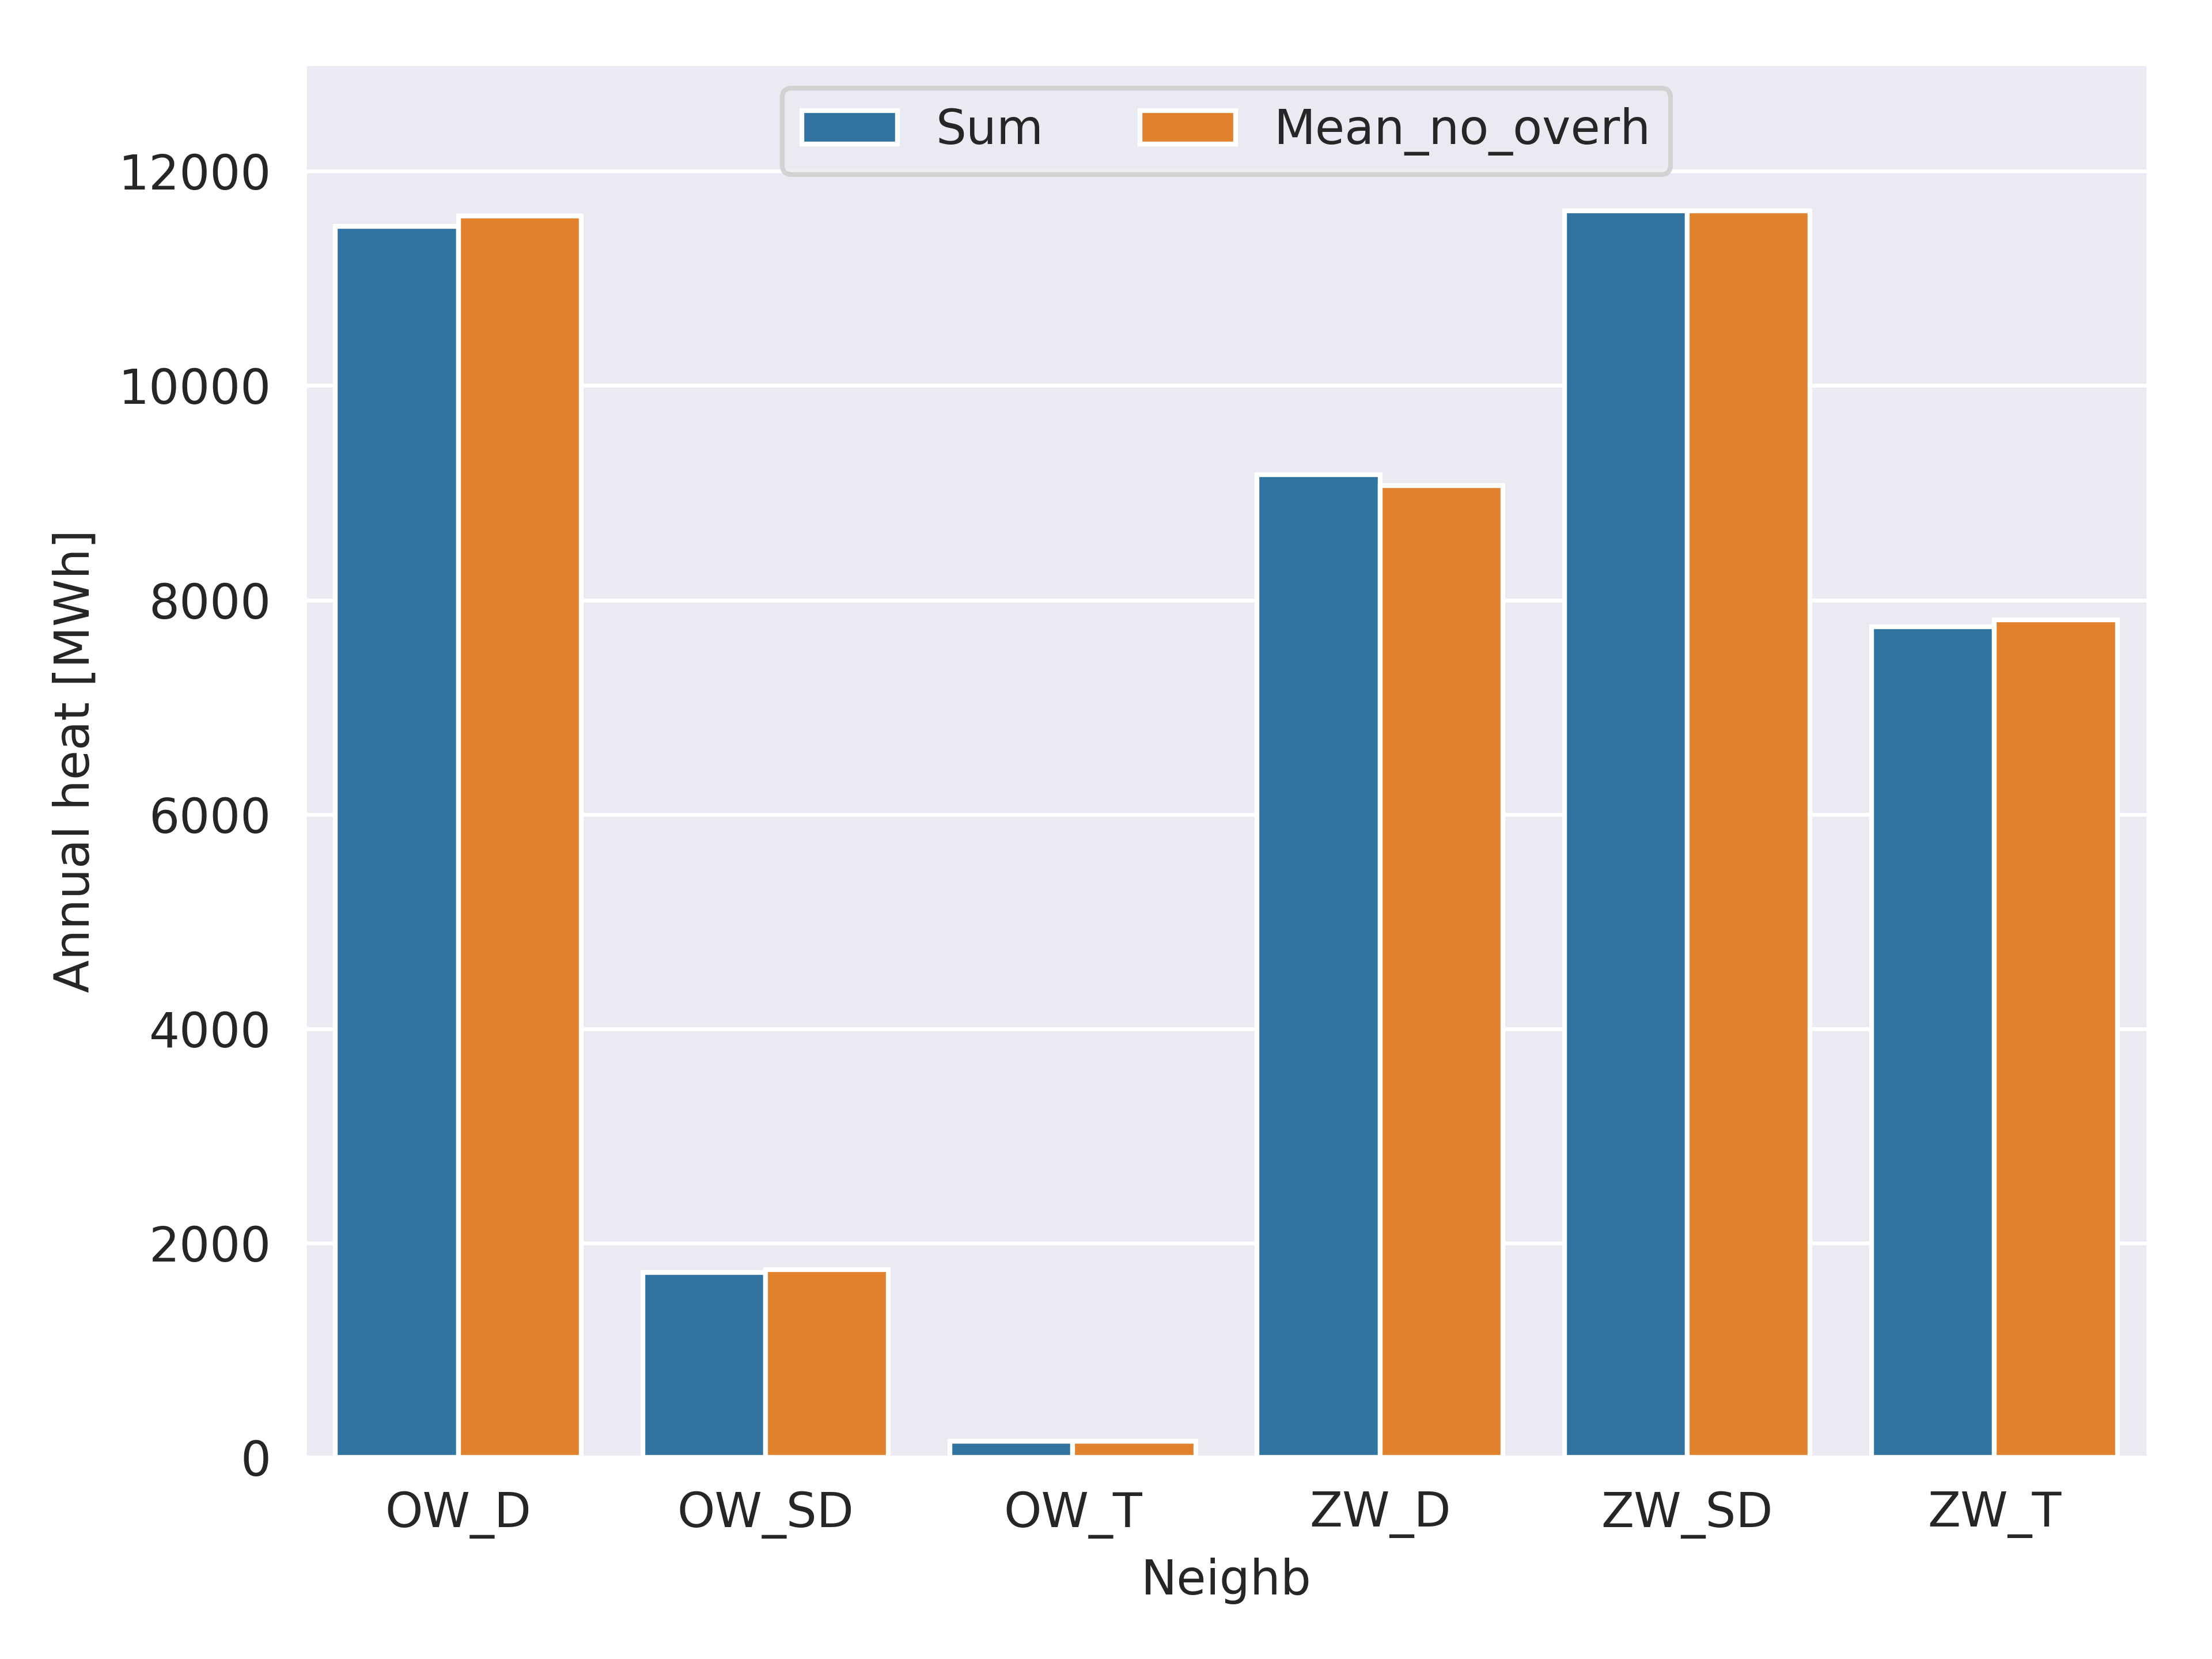 Sum Mean_no_overh
12000
10000
8000
6000
4000
2000
0
Annual heat [MWh]
OW_D OW_SD OW_T ZW_D ZW_SD ZW_T
Neighb